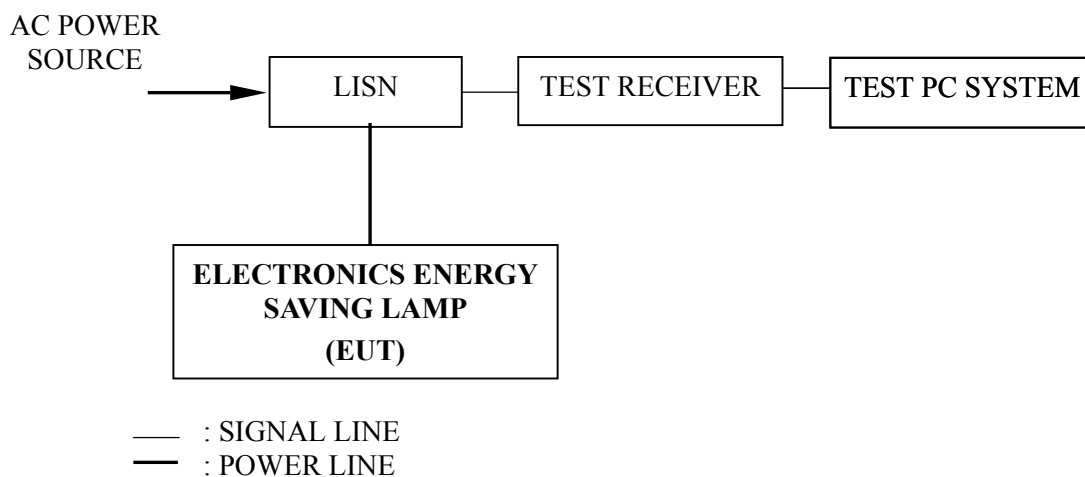 AC POWER
SOURCE
LISN
TEST RECEIVER
TEST PC SYSTEM
ELECTRONICS ENERGY
SAVING LAMP
(EUT)
: SIGNAL LINE
: POWER LINE